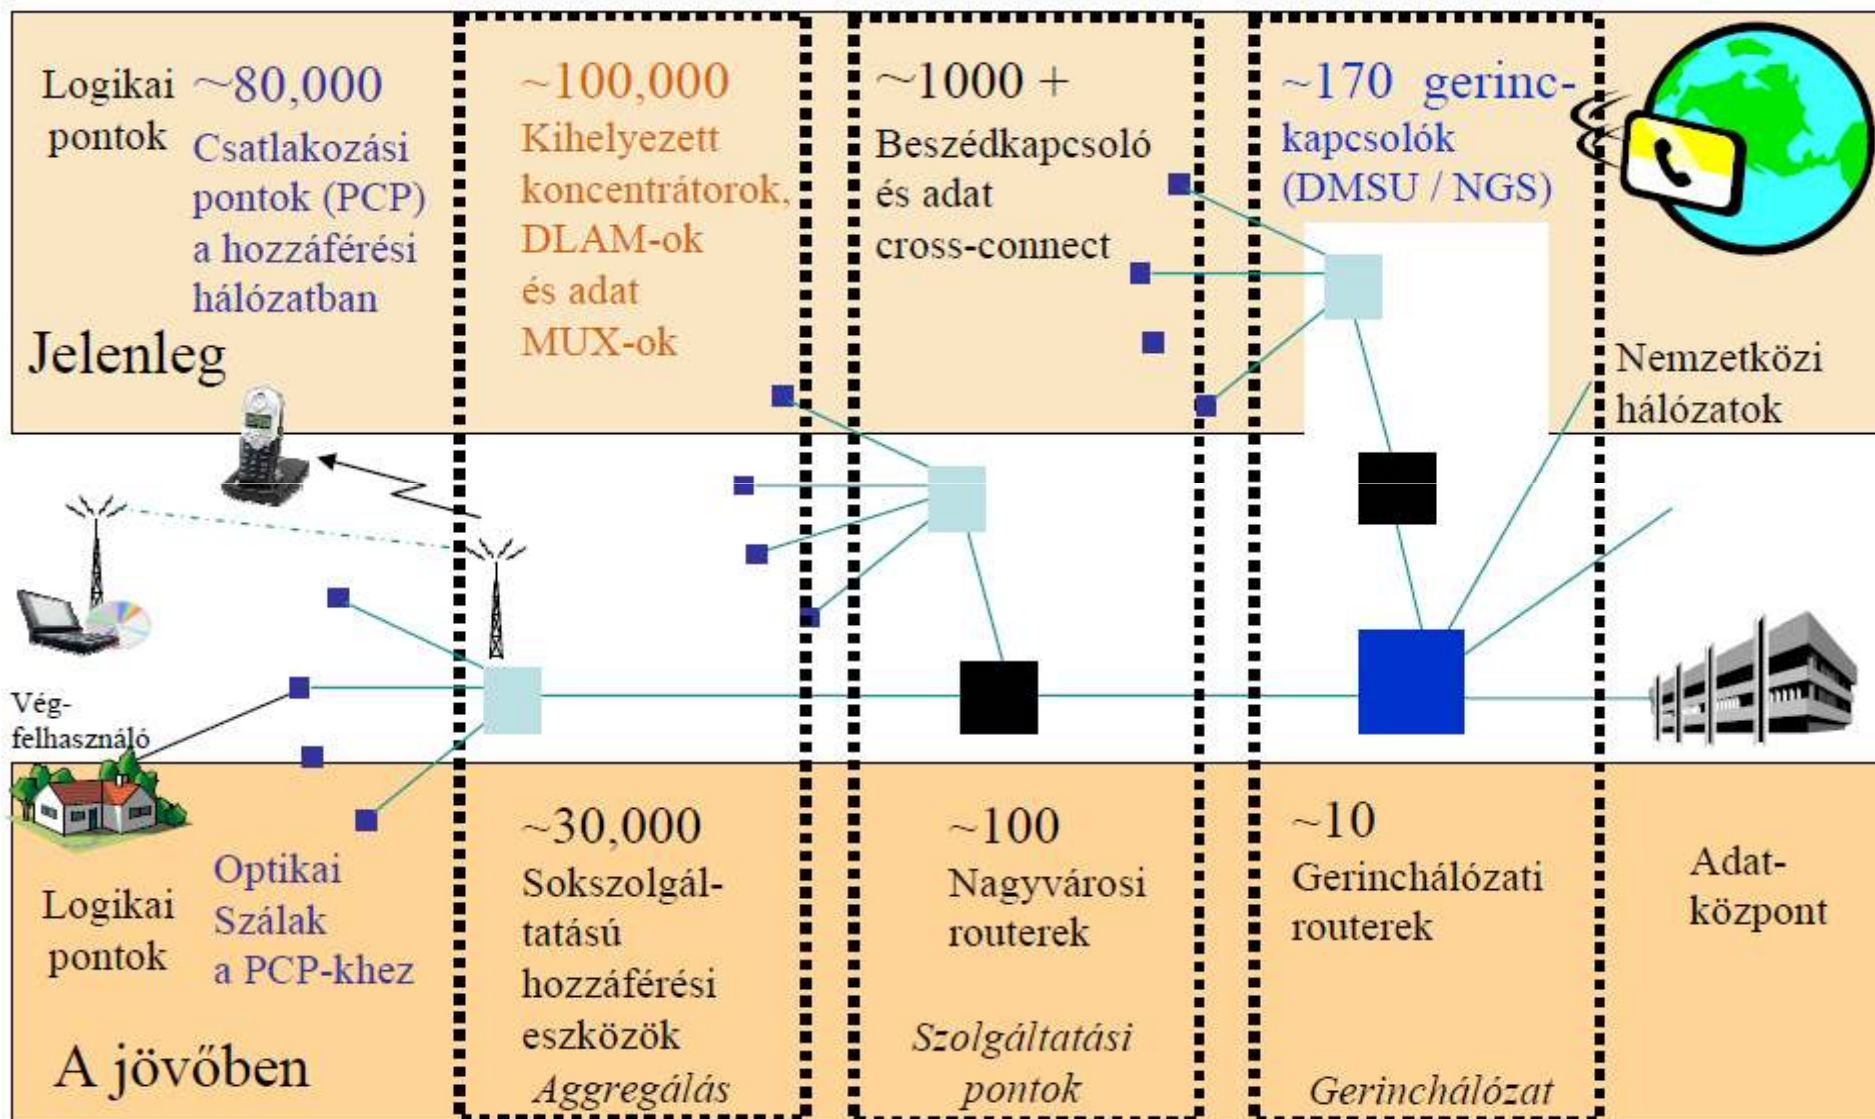 Logikai
pontok
~80,000
Csatlakozási
pontok (PCP)
a hozzáférési
hálózatban
Jelenleg
~100,000
Kihelyezett
koncentrátorok,
DLAM-ok
és adat
MUX-ok
~1000 +
Beszédkapcsoló
és adat
cross-connect
~170 gerinc-
kapcsolók
(DMSU / NGS)
Nemzetközi
hálózatok
Vég-
felhasználó
Logikai
pontok
Optikai
Szálak
a PCP-khez
A jövőben
~30,000
Sokszolgál-
tatású
hozzáférési
eszközök
Aggregálás
~100
Nagyvárosi
routerek
Szolgáltatási
pontok
~10
Gerinchálózati
routerek
Gerinchálózat
Adat-
központ